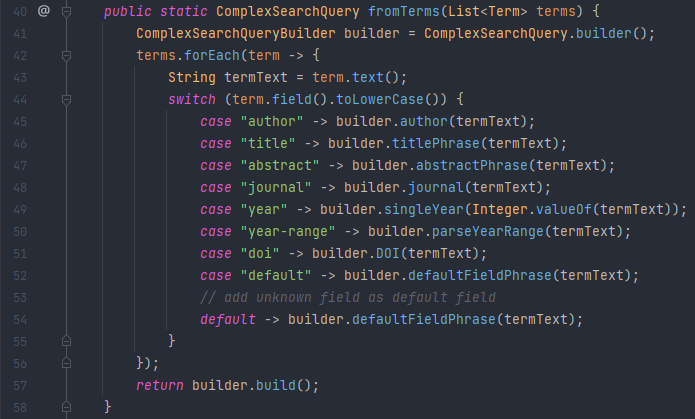 40 @ public static ComplexSearchQuery fromTerms(List<Term> terms) {
41 ComplexSearchQueryBuilder builder = ComplexSearchQuery.builder();
42 terms.forEach(term -> {
43 String termText = term.text();
44 switch (term.field().toLowerCase()) {
45 case "author" -> builder.author(termText);
46 case "title" -> builder.titlePhrase(termText);
47 case "abstract" -> builder.abstractPhrase(termText);
48 case "journal" -> builder.journal(termText);
49 case "year" -> builder.singleYear(Integer.valueOf(termText));
50 case "year-range" -> builder.parseYearRange(termText);
51 case "doi" -> builder.DOI(termText);
52 case "default" -> builder.defaultFieldPhrase(termText);
53 // add unknown field as default field
54 default -> builder.defaultFieldPhrase(termText);
55 }
56 });
57 return builder.build();
58 }